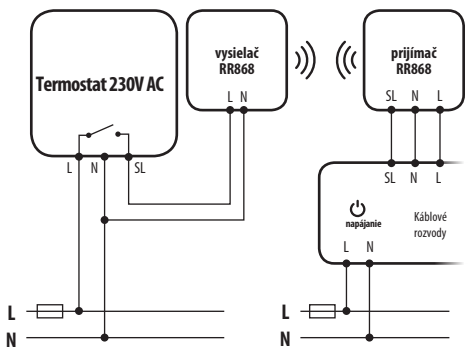 Termostat 230V AC
L N SL
vysielač
RR868
L N
prijímač
RR868
SL N L
SL N L
napájanie
Káblové
rozvody
L N
L
N
L
N